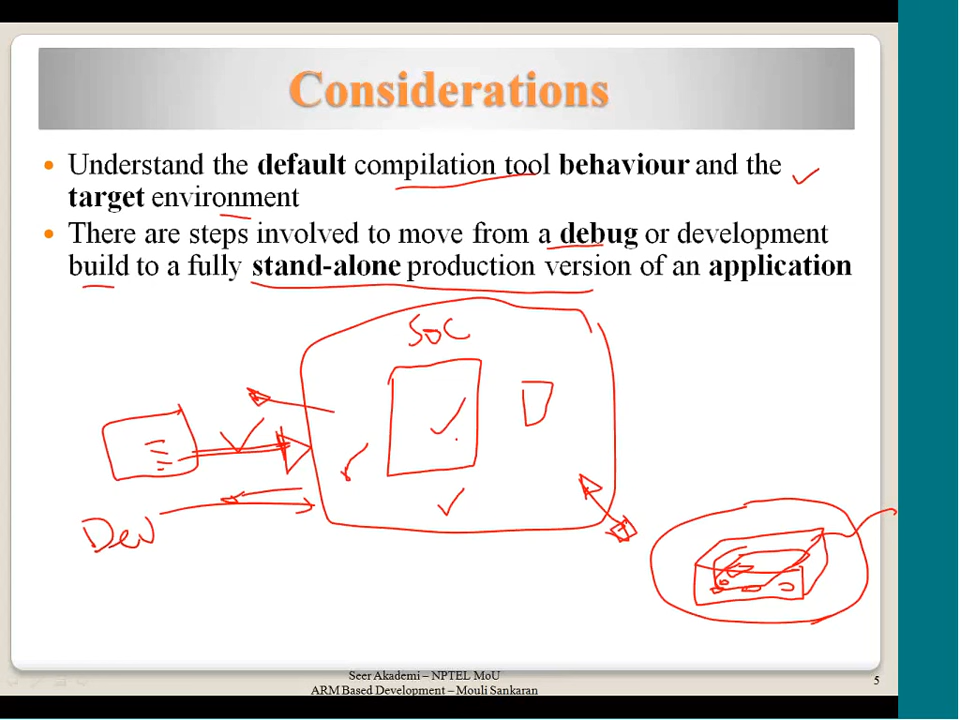 Considerations
Understand the default compilation tool behaviour and the
target environment
There are steps involved to move from a debug or development
build to a fully stand-alone production version of an application
SoC
Dev
Seer Akademi – NPTEL MoU
ARM Based Development – Mouli Sankaran
5